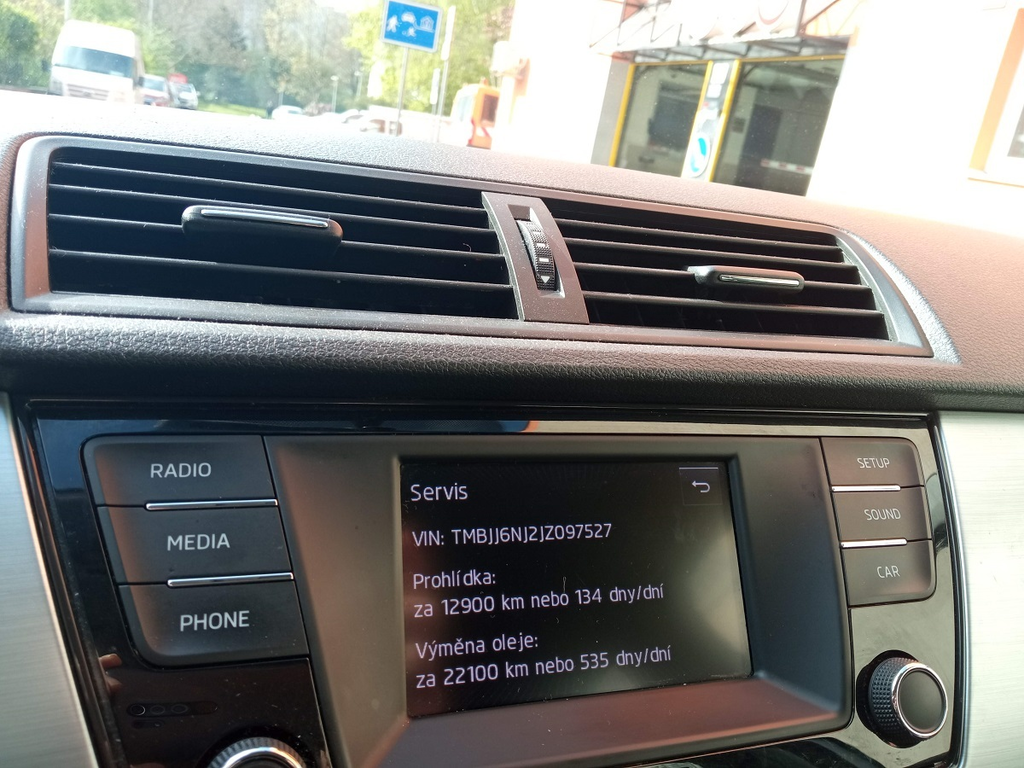 RADIO
MEDIA
PHONE
Servis
VIN: TMBJJ6NJ2JZ097527
Prohlídka:
za 12900 km nebo 134 dny/dní
Výměna oleje:
za 22100 km nebo 535 dny/dní
SETUP
SOUND
CAR